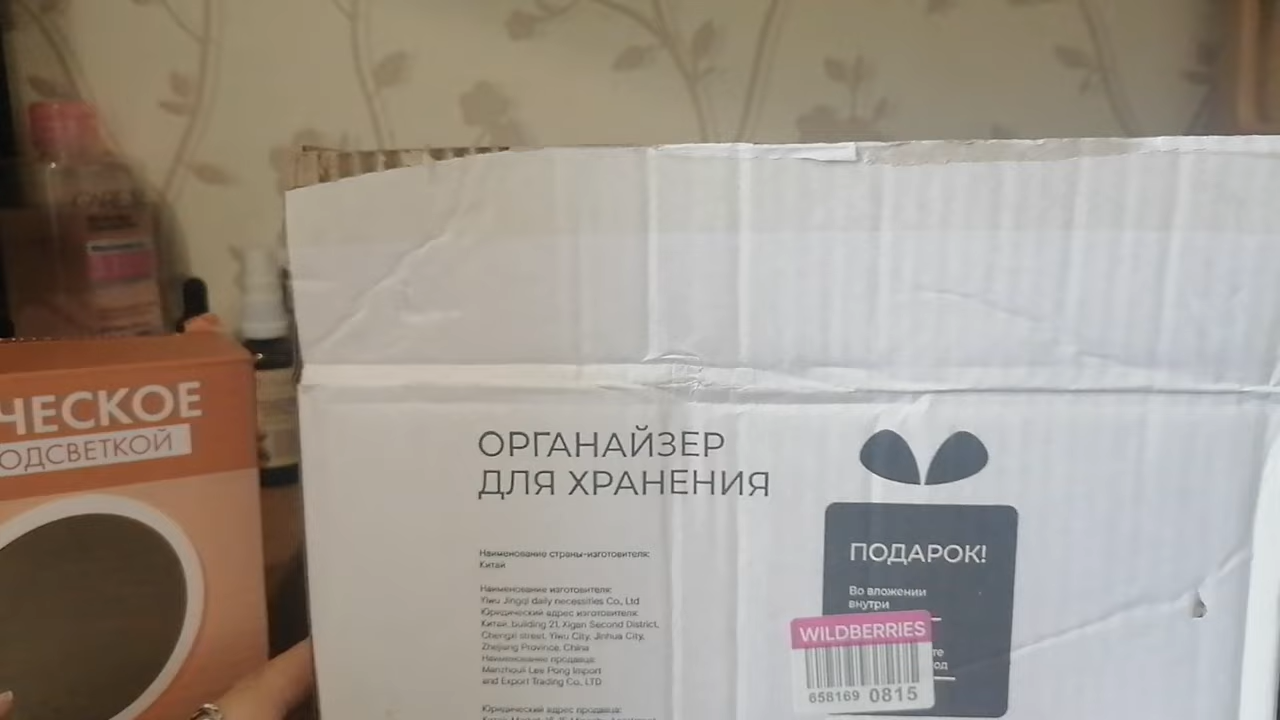 ЧЕСКОЕ
ОДСВЕТКОЙ
ОРГАНАЙЗЕР
ДЛЯ ХРАНЕНИЯ
Наименование страны-изготовителя:
Китай
Наименование изготовителя:
Yiwu Jingqi daily necessities Co., Ltd
Юридический адрес изготовителя:
Китай, building 21, Xigan Second District,
Chengxi street, Yiwu City, Jinhua City,
Zhejiang Province, China
Наименование продавца:
Manzhouli Lee Pong Import
and Export Trading Co., LTD
Юридический адрес продавца:
ПОДАРОК!
Во вложении
внутри
WILDBERRIES
те
од
658169 0815